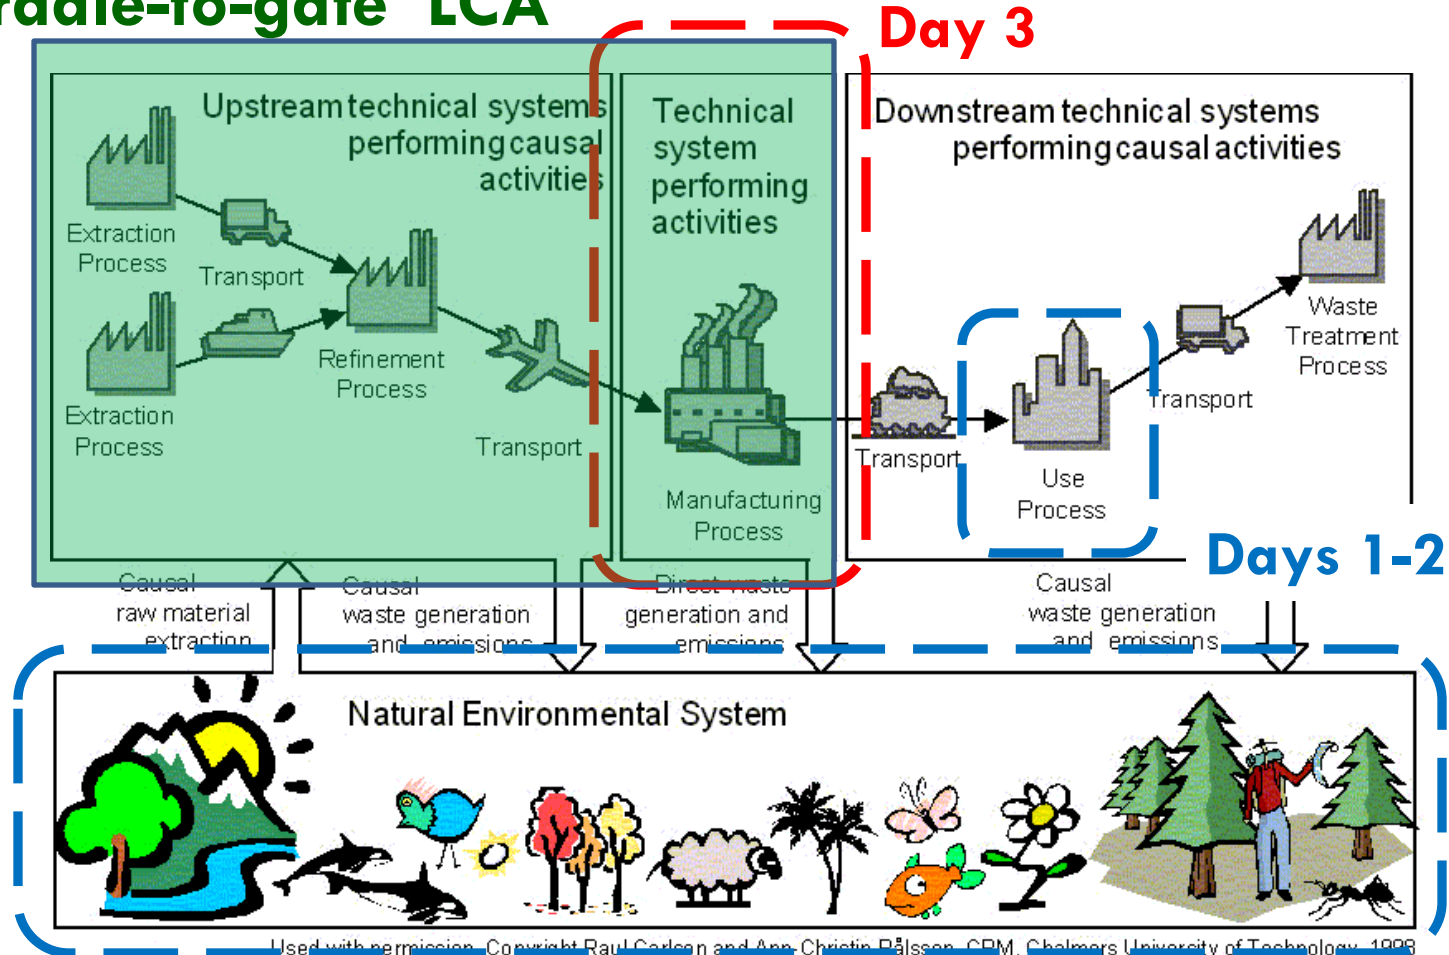 radle-to-gate LCA
Day 3
Upstream technical systems
performing causal
activities
Technical
system
performing
activities
Downstream technical systems
performing causal activities
Extraction
Process
Transport
Extraction
Process
Refinement
Process
Transport
Manufacturing
Process
Transport
Use
Process
Transport
Waste
Treatment
Process
Days 1-2
Causal
raw material
extraction
Causal
waste generation
and emissions
Direct waste
generation and
emissions
Causal
waste generation
and emissions
Natural Environmental System
Used with permission. Copyright Raul Carlson and Ann-Christin Pålsson, CPM, Chalmers University of Technology, 1998